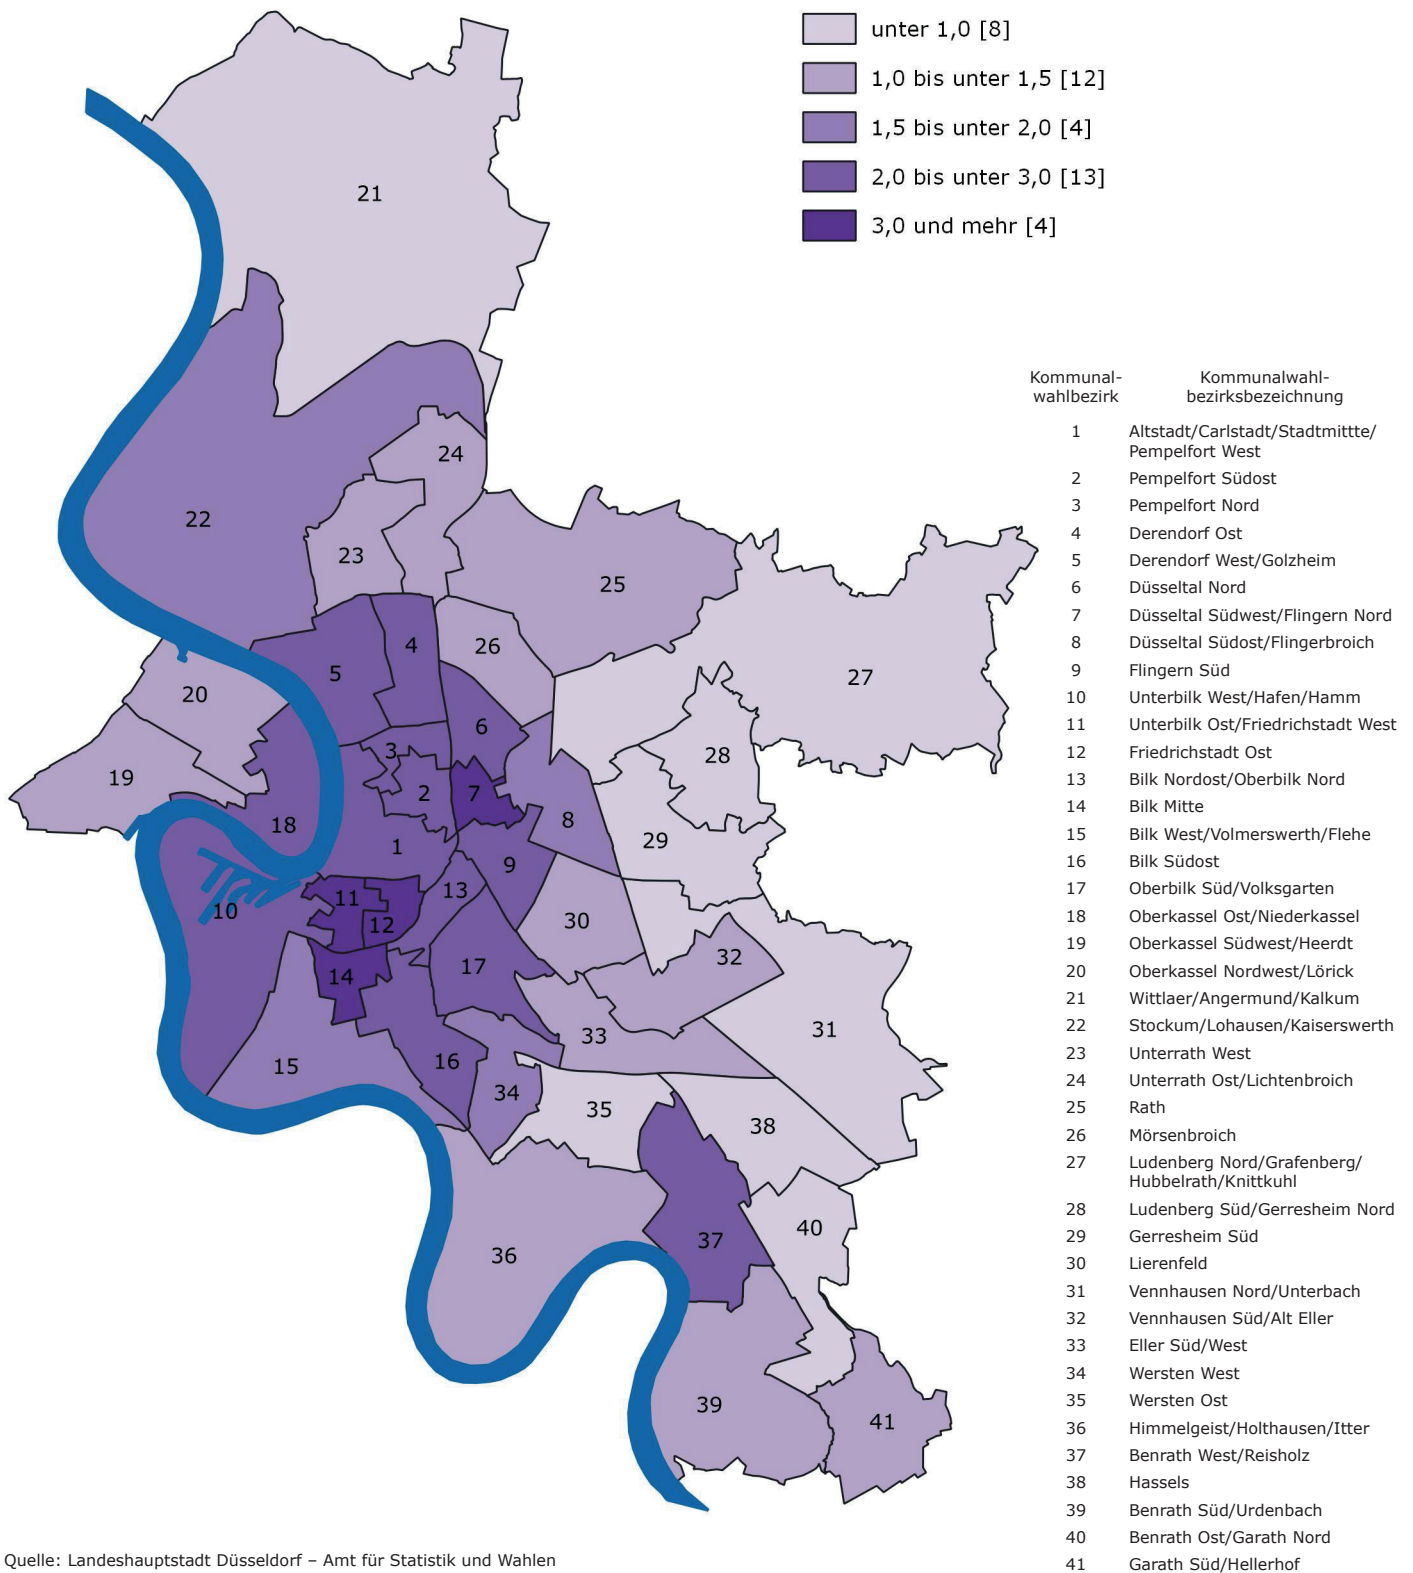 unter 1,0 [8]
1,0 bis unter 1,5 [12]
1,5 bis unter 2,0 [4]
2,0 bis unter 3,0 [13]
3,0 und mehr [4]
21
24
22
23
25
26
4
5
27
20
6
28
3
19
7
2
8
18
29
1
9
13
11
10
12
30
32
17
14
31
33
16
15
34
35
38
40
37
36
39
41
Kommunal-
wahlbezirk
Kommunalwahl-
bezirksbezeichnung
1 Altstadt/Carlstadt/Stadtmittte/
Pempelfort West
2 Pempelfort Südost
3 Pempelfort Nord
4 Derendorf Ost
5 Derendorf West/Golzheim
6 Düsseltal Nord
7 Düsseltal Südwest/Flingern Nord
8 Düsseltal Südost/Flingerbroich
9 Flingern Süd
10 Unterbilk West/Hafen/Hamm
11 Unterbilk Ost/Friedrichstadt West
12 Friedrichstadt Ost
13 Bilk Nordost/Oberbilk Nord
14 Bilk Mitte
15 Bilk West/Volmerswerth/Flehe
16 Bilk Südost
17 Oberbilk Süd/Volksgarten
18 Oberkassel Ost/Niederkassel
19 Oberkassel Südwest/Heerdt
20 Oberkassel Nordwest/Lörick
21 Wittlaer/Angermund/Kalkum
22 Stockum/Lohausen/Kaiserswerth
23 Unterrath West
24 Unterrath Ost/Lichtenbroich
25 Rath
26 Mörsenbroich
27 Ludenberg Nord/Grafenberg/
Hubbelrath/Knittkuhl
28 Ludenberg Süd/Gerresheim Nord
29 Gerresheim Süd
30 Lierenfeld
31 Vennhausen Nord/Unterbach
32 Vennhausen Süd/Alt Eller
33 Eller Süd/West
34 Wersten West
35 Wersten Ost
36 Himmelgeist/Holthausen/Itter
37 Benrath West/Reisholz
38 Hassels
39 Benrath Süd/Urdenbach
40 Benrath Ost/Garath Nord
41 Garath Süd/Hellerhof
Quelle: Landeshauptstadt Düsseldorf – Amt für Statistik und Wahlen